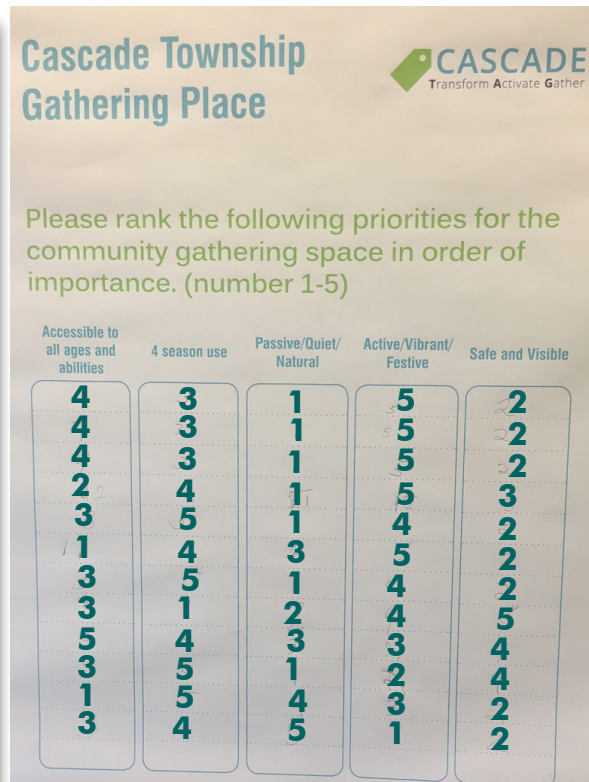 Cascade Township
Gathering Place
CASCADE
Transform Activate Gather
Please rank the following priorities for the
community gathering space in order of
importance. (number 1-5)
Accessible to
all ages and
abilities
4 season use
Passive/Quiet/
Natural
Active/Vibrant/
Festive
Safe and Visible
4 3 1 5 2
4 3 1 5 2
4 3 1 5 2
2 4 1 5 3
3 5 1 4 2
1 4 3 5 2
3 5 1 4 2
3 1 2 4 5
5 4 3 3 4
3 5 1 2 4
1 5 4 3 2
3 4 5 1 2